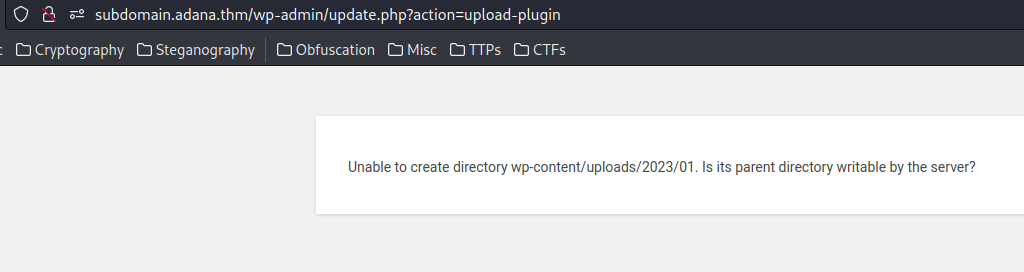 subdomain.adana.thm/wp-admin/update.php?action=upload-plugin
Cryptography Steganography Obfuscation Misc TTPs CTFs
Unable to create directory wp-content/uploads/2023/01. Is its parent directory writable by the server?